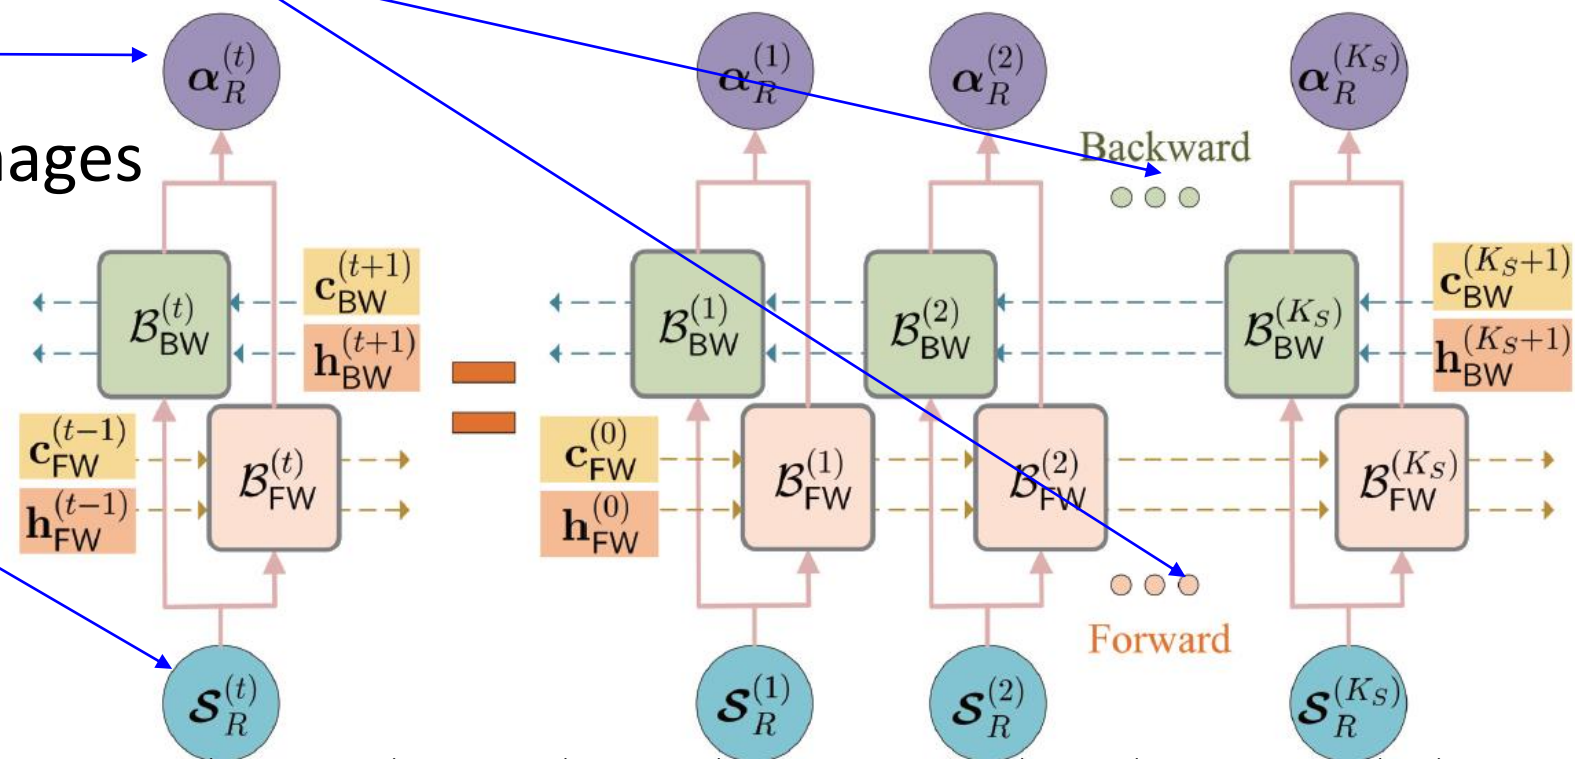 α_R^(t) α_R^(1) α_R^(2) α_R^(K_S)
nages
Backward
c_BW^(t+1) c_BW^(K_S+1)
B_BW^(t) B_BW^(1) B_BW^(2) B_BW^(K_S)
h_BW^(t+1) h_BW^(K_S+1)
c_FW^(t−1) c_FW^(0)
B_FW^(t) B_FW^(1) B_FW^(2) B_FW^(K_S)
h_FW^(t−1) h_FW^(0)
Forward
S_R^(t) S_R^(1) S_R^(2) S_R^(K_S)